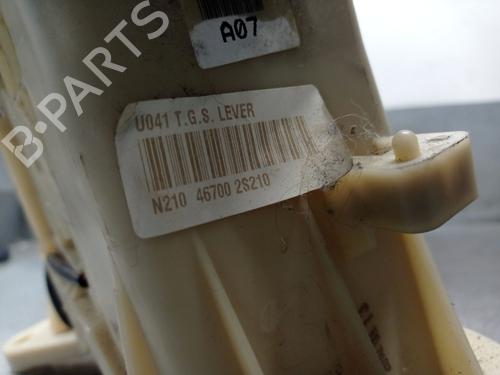 A07
U041 T.G.S. LEVER
N210 46700 2S210
B-PARTS